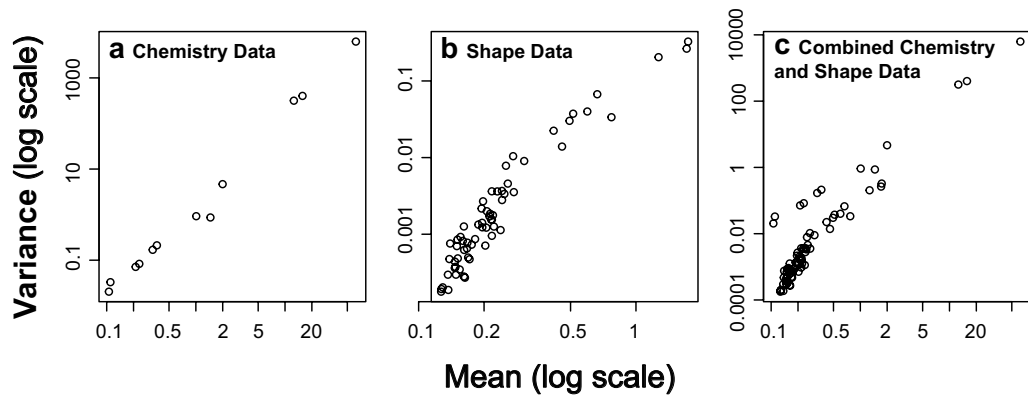 Variance (log scale)
a Chemistry Data
1000
10
0.1
0.1 0.5 2 5 20
b Shape Data
0.1
0.01
0.001
0.1 0.2 0.5 1
c Combined Chemistry
and Shape Data
10000
100
1
0.01
0.0001
0.1 0.5 2 5 20
Mean (log scale)